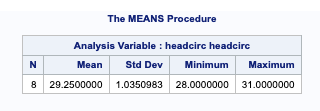 The MEANS Procedure
Analysis Variable : headcirc headcirc
N Mean Std Dev Minimum Maximum
8 29.2500000 1.0350983 28.0000000 31.0000000